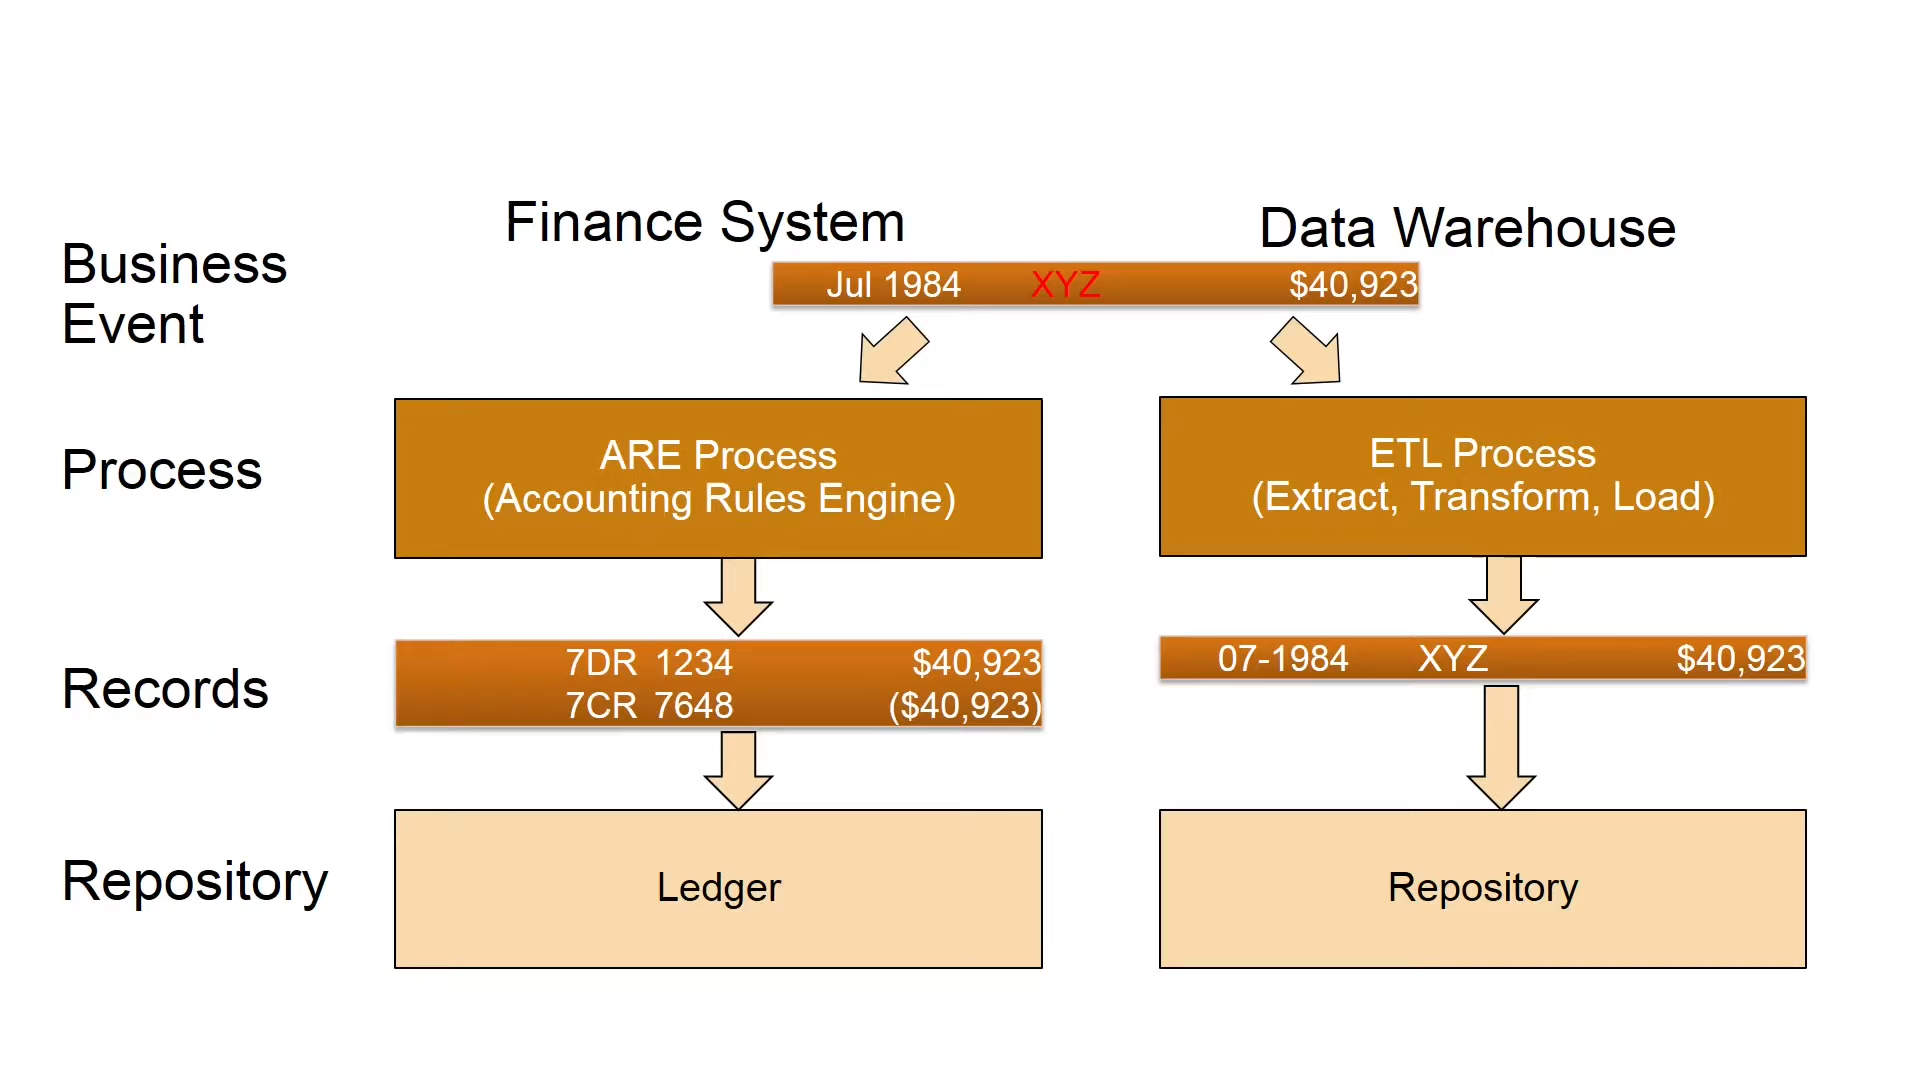 Finance System
Data Warehouse
Business
Event
Jul 1984 XYZ $40,923
Process
ARE Process
(Accounting Rules Engine)
ETL Process
(Extract, Transform, Load)
Records
7DR 1234 $40,923
7CR 7648 ($40,923)
07-1984 XYZ $40,923
Repository
Ledger
Repository